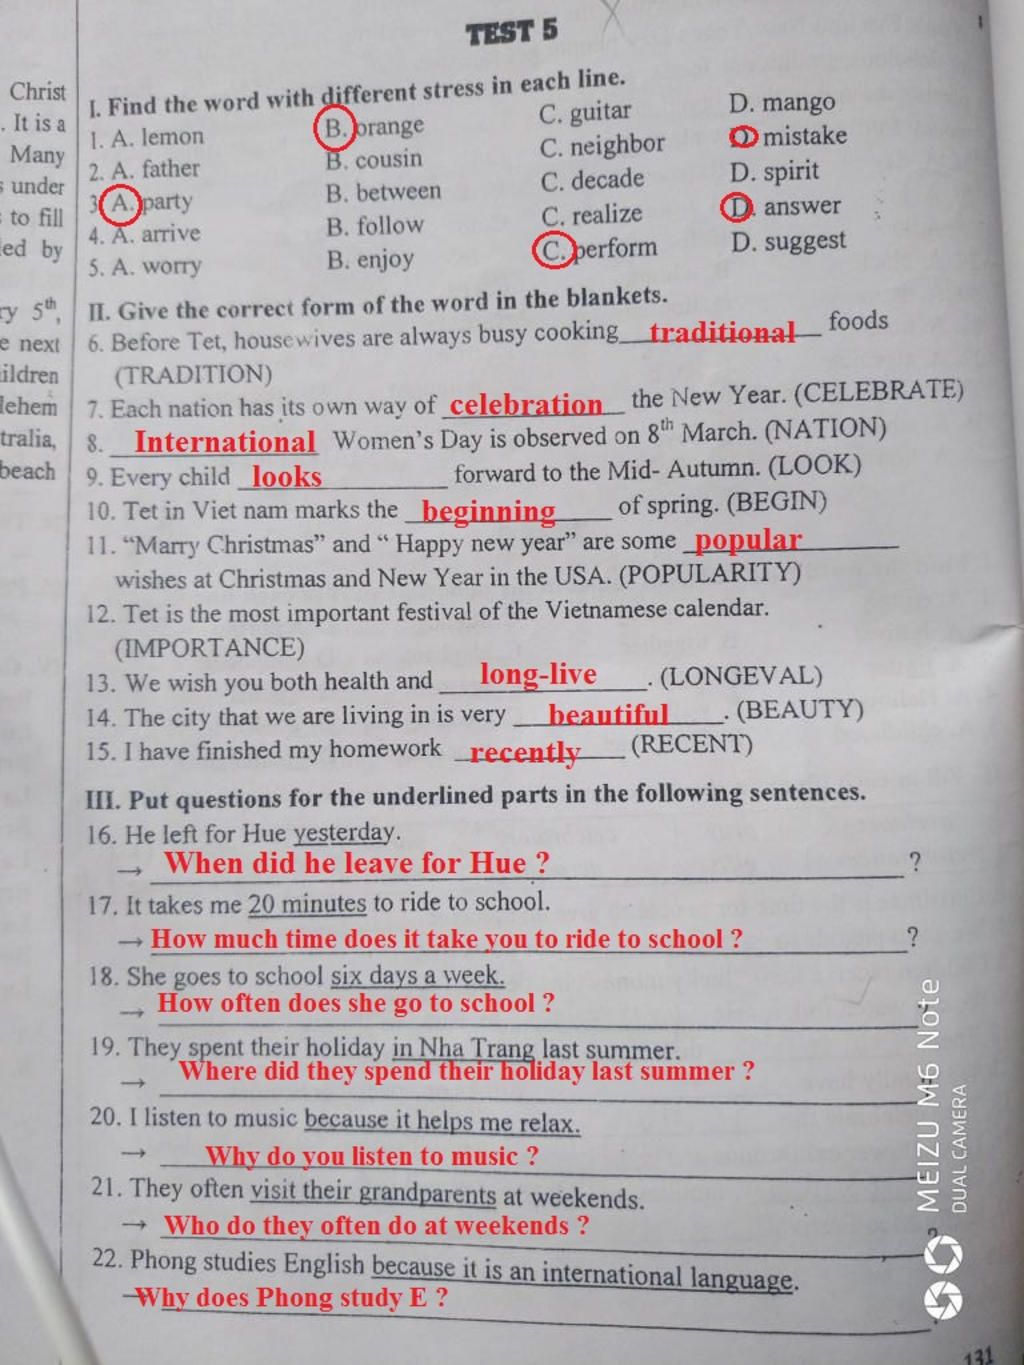 TEST 5
Christ
. It is a
Many
s under
to fill
ed by
ry 5th,
e next
ildren
lehem
tralia,
beach
I. Find the word with different stress in each line.
1. A. lemon B. orange C. guitar D. mango
2. A. father B. cousin C. neighbor D. mistake
3. A. party B. between C. decade D. spirit
4. A. arrive B. follow C. realize D. answer
5. A. worry B. enjoy C. perform D. suggest
II. Give the correct form of the word in the blankets.
6. Before Tet, housewives are always busy cooking traditional foods
(TRADITION)
7. Each nation has its own way of celebration the New Year. (CELEBRATE)
8. International Women's Day is observed on 8th March. (NATION)
9. Every child looks forward to the Mid- Autumn. (LOOK)
10. Tet in Viet nam marks the beginning of spring. (BEGIN)
11. “Marry Christmas” and “ Happy new year” are some popular
wishes at Christmas and New Year in the USA. (POPULARITY)
12. Tet is the most important festival of the Vietnamese calendar.
(IMPORTANCE)
13. We wish you both health and long-live . (LONGEVAL)
14. The city that we are living in is very beautiful . (BEAUTY)
15. I have finished my homework recently (RECENT)
III. Put questions for the underlined parts in the following sentences.
16. He left for Hue yesterday.
→ When did he leave for Hue ? ?
17. It takes me 20 minutes to ride to school.
→ How much time does it take you to ride to school ? ?
18. She goes to school six days a week.
→ How often does she go to school ?
19. They spent their holiday in Nha Trang last summer.
→ Where did they spend their holiday last summer ?
20. I listen to music because it helps me relax.
→ Why do you listen to music ?
21. They often visit their grandparents at weekends.
→ Who do they often do at weekends ? ?
22. Phong studies English because it is an international language.
→ Why does Phong study E ?
131
MEIZU M6 Note
DUAL CAMERA